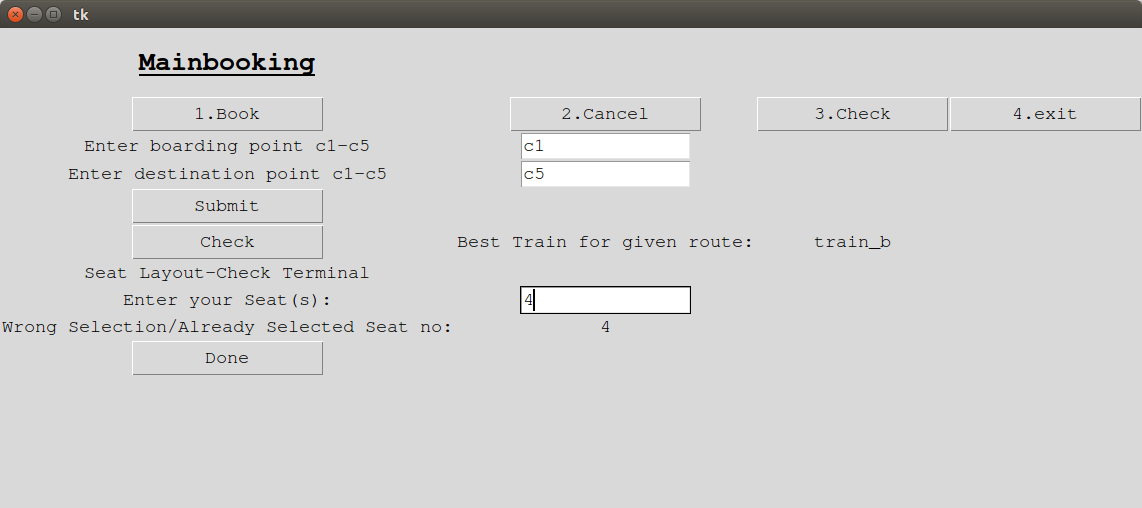 tk
Mainbooking
1.Book 2.Cancel 3.Check 4.exit
Enter boarding point c1-c5 c1
Enter destination point c1-c5 c5
Submit
Check Best Train for given route: train_b
Seat Layout-Check Terminal
Enter your Seat(s): 4
Wrong Selection/Already Selected Seat no: 4
Done